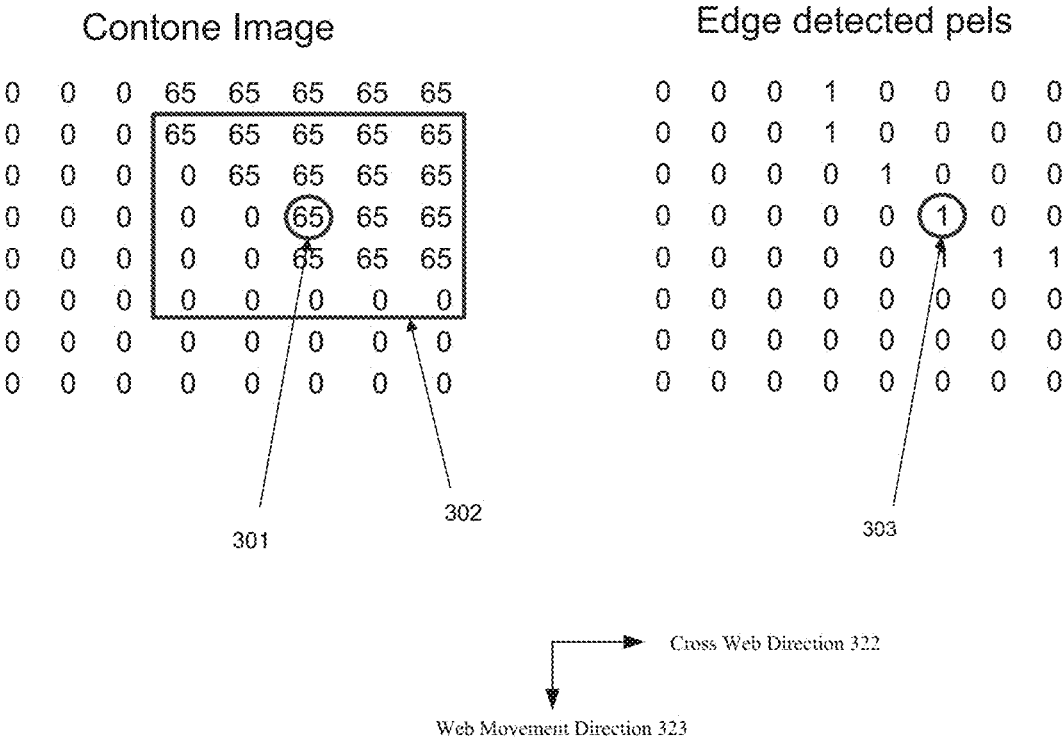 Contone Image
Edge detected pels
0 0 0 65 65 65 65 65
0 0 0 65 65 65 65 65
0 0 0 0 65 65 65 65
0 0 0 0 0 65 65 65
0 0 0 0 0 65 65 65
0 0 0 0 0 0 0 0
0 0 0 0 0 0 0 0
0 0 0 0 0 0 0 0
0 0 0 1 0 0 0 0
0 0 0 1 0 0 0 0
0 0 0 0 1 0 0 0
0 0 0 0 0 1 0 0
0 0 0 0 0 1 1 1
0 0 0 0 0 0 0 0
0 0 0 0 0 0 0 0
0 0 0 0 0 0 0 0
301
302
303
Cross Web Direction 322
Web Movement Direction 323